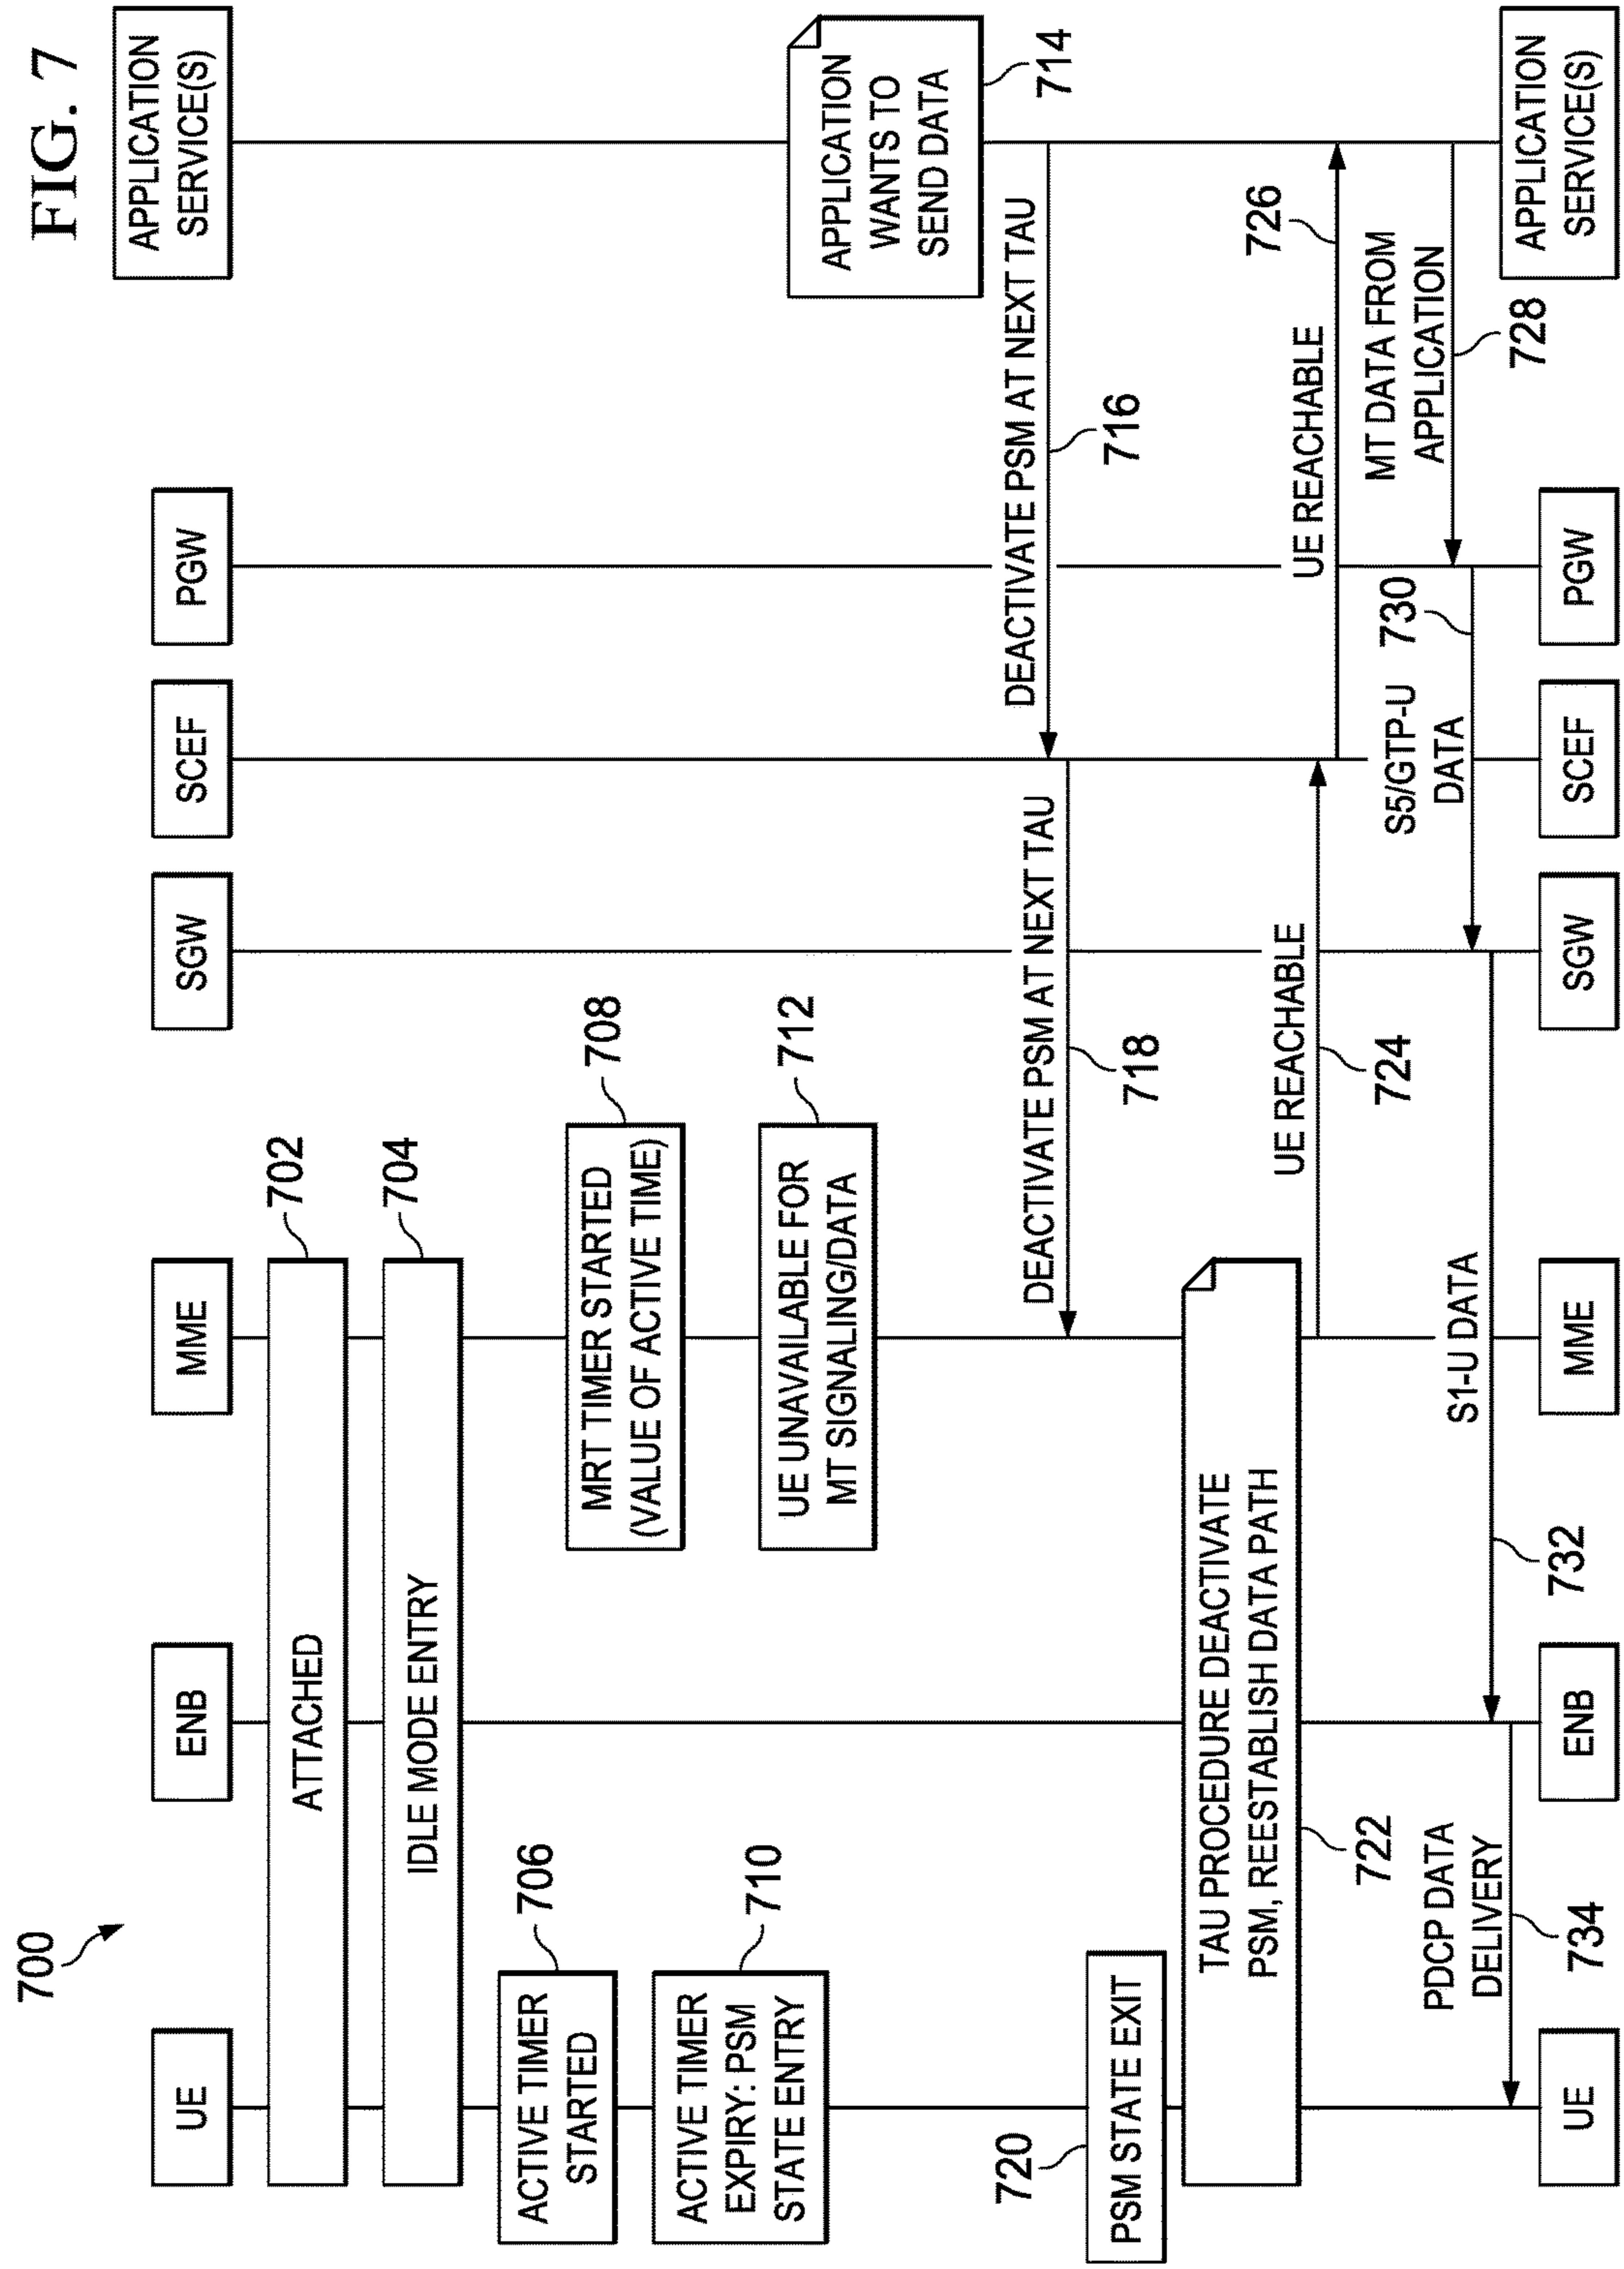 FIG. 7
700
UE
ENB
MME
SGW
SCEF
PGW
APPLICATION
SERVICE(S)
ATTACHED
702
IDLE MODE ENTRY
704
ACTIVE TIMER
STARTED
706
MRT TIMER STARTED
(VALUE OF ACTIVE TIME)
708
ACTIVE TIMER
EXPIRY: PSM
STATE ENTRY
710
UE UNAVAILABLE FOR
MT SIGNALING/DATA
712
APPLICATION
WANTS TO
SEND DATA
714
DEACTIVATE PSM AT NEXT TAU
716
DEACTIVATE PSM AT NEXT TAU
718
720
PSM STATE EXIT
TAU PROCEDURE DEACTIVATE
PSM, REESTABLISH DATA PATH
722
UE REACHABLE
724
UE REACHABLE
726
MT DATA FROM
APPLICATION
728
S5/GTP-U
DATA
730
S1-U DATA
732
PDCP DATA
DELIVERY
734
UE
ENB
MME
SGW
SCEF
PGW
APPLICATION
SERVICE(S)